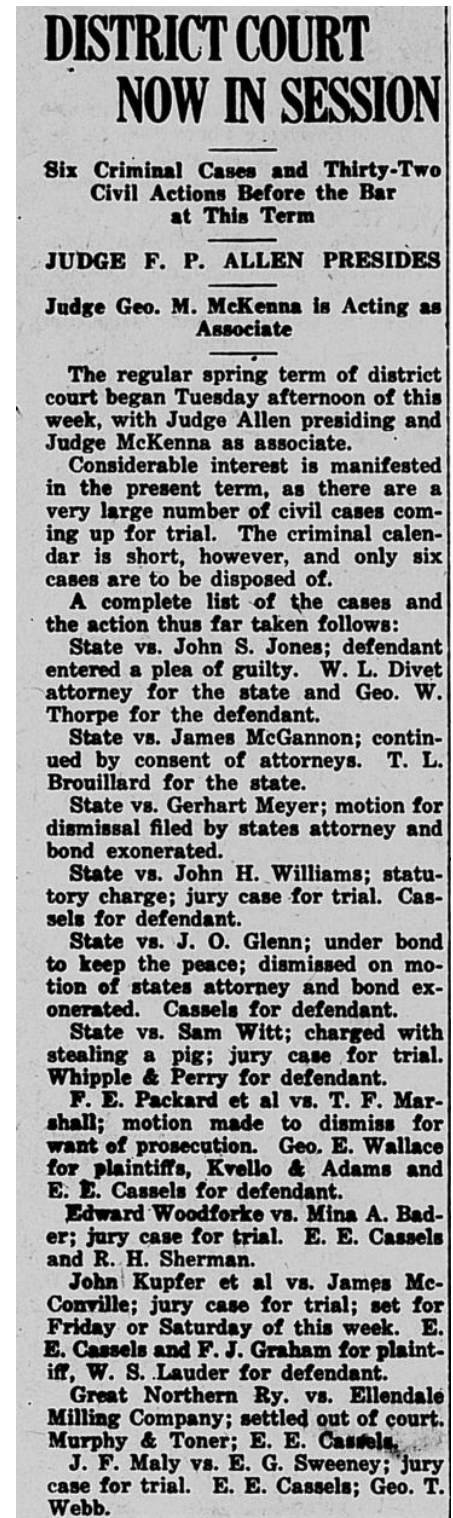 DISTRICT COURT
NOW IN SESSION
Six Criminal Cases and Thirty-Two
Civil Actions Before the Bar
at This Term
JUDGE F. P. ALLEN PRESIDES
Judge Geo. M. McKenna is Acting as
Associate
The regular spring term of district
court began Tuesday afternoon of this
week, with Judge Allen presiding and
Judge McKenna as associate.
Considerable interest is manifested
in the present term, as there are a
very large number of civil cases com-
ing up for trial. The criminal calen-
dar is short, however, and only six
cases are to be disposed of.
A complete list of the cases and
the action thus far taken follows:
State vs. John S. Jones; defendant
entered a plea of guilty. W. L. Divet
attorney for the state and Geo. W.
Thorpe for the defendant.
State vs. James McGannon; contin-
ued by consent of attorneys. T. L.
Brouillard for the state.
State vs. Gerhart Meyer; motion for
dismissal filed by states attorney and
bond exonerated.
State vs. John H. Williams; statu-
tory charge; jury case for trial. Cas-
sels for defendant.
State vs. J. O. Glenn; under bond
to keep the peace; dismissed on mo-
tion of states attorney and bond ex-
onerated. Cassels for defendant.
State vs. Sam Witt; charged with
stealing a pig; jury case for trial.
Whipple & Perry for defendant.
F. E. Packard et al vs. T. F. Mar-
shall; motion made to dismiss for
want of prosecution. Geo. E. Wallace
for plaintiffs, Kvello & Adams and
E. E. Cassels for defendant.
Edward Woodforke vs. Mina A. Bad-
er; jury case for trial. E. E. Cassels
and R. H. Sherman.
John Kupfer et al vs. James Mc-
Conville; jury case for trial; set for
Friday or Saturday of this week. E.
E. Cassels and F. J. Graham for plaint-
iff, W. S. Lauder for defendant.
Great Northern Ry. vs. Ellendale
Milling Company; settled out of court.
Murphy & Toner; E. E. Cassels.
J. F. Maly vs. E. G. Sweeney; jury
case for trial. E. E. Cassels; Geo. T.
Webb.